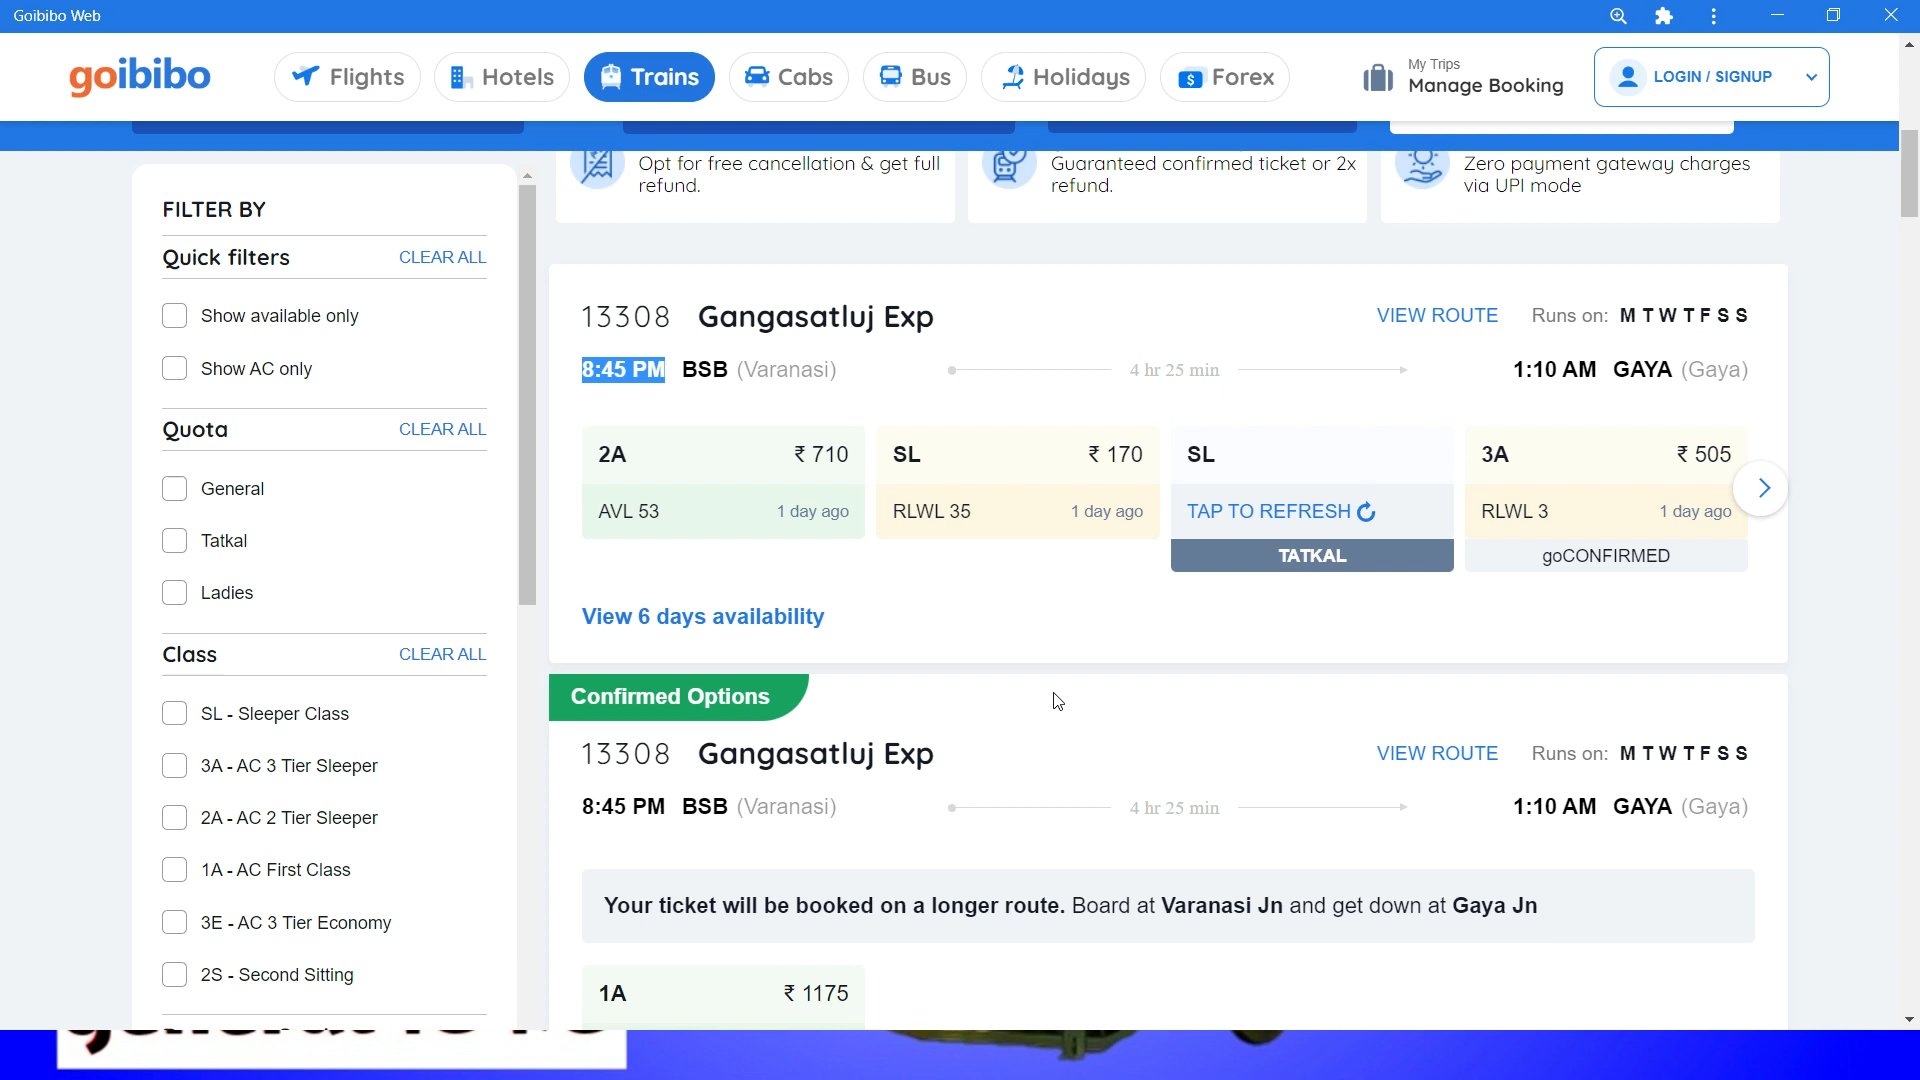 Goibibo Web
goibibo
Flights
Hotels
Trains
Cabs
Bus
Holidays
Forex
My Trips
Manage Booking
LOGIN / SIGNUP
Opt for free cancellation & get full
refund.
Guaranteed confirmed ticket or 2x
refund.
Zero payment gateway charges
via UPI mode
FILTER BY
Quick filters CLEAR ALL
Show available only
Show AC only
Quota CLEAR ALL
General
Tatkal
Ladies
Class CLEAR ALL
SL - Sleeper Class
3A - AC 3 Tier Sleeper
2A - AC 2 Tier Sleeper
1A - AC First Class
3E - AC 3 Tier Economy
2S - Second Sitting
13308 Gangasatluj Exp VIEW ROUTE Runs on: M T W T F S S
8:45 PM BSB (Varanasi) 4 hr 25 min 1:10 AM GAYA (Gaya)
2A ₹ 710
AVL 53 1 day ago
SL ₹ 170
RLWL 35 1 day ago
SL
TAP TO REFRESH
TATKAL
3A ₹ 505
RLWL 3 1 day ago
goCONFIRMED
View 6 days availability
Confirmed Options
13308 Gangasatluj Exp VIEW ROUTE Runs on: M T W T F S S
8:45 PM BSB (Varanasi) 4 hr 25 min 1:10 AM GAYA (Gaya)
Your ticket will be booked on a longer route. Board at Varanasi Jn and get down at Gaya Jn
1A ₹ 1175